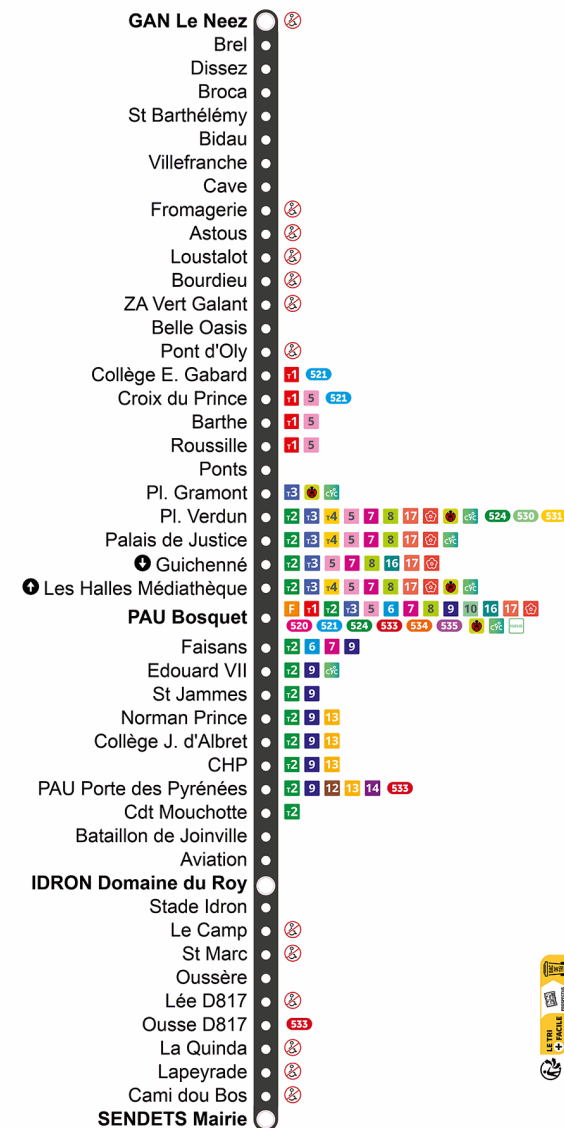 GAN Le Neez
Brel
Dissez
Broca
St Barthélémy
Bidau
Villefranche
Cave
Fromagerie
Astous
Loustalot
Bourdieu
ZA Vert Galant
Belle Oasis
Pont d'Oly
Collège E. Gabard T1 521
Croix du Prince T1 5 521
Barthe T1 5
Roussille T1 5
Ponts
Pl. Gramont T3
Pl. Verdun T2 T3 T4 5 7 8 17 524 530 531
Palais de Justice T2 T3 T4 5 7 8 17
Guichenné T2 T3 5 7 8 16 17
Les Halles Médiathèque T2 T3 T4 5 7 8 17
PAU Bosquet F T1 T2 T3 5 6 7 8 9 10 16 17
520 521 524 533 534 535
Faisans T2 6 7 9
Edouard VII T2 9
St Jammes T2 9
Norman Prince T2 9 13
Collège J. d'Albret T2 9 13
CHP T2 9 13
PAU Porte des Pyrénées T2 9 12 13 14 533
Cdt Mouchotte T2
Bataillon de Joinville
Aviation
IDRON Domaine du Roy
Stade Idron
Le Camp
St Marc
Oussère
Lée D817
Ousse D817 533
La Quinda
Lapeyrade
Cami dou Bos
SENDETS Mairie
LE TRI
+ FACILE